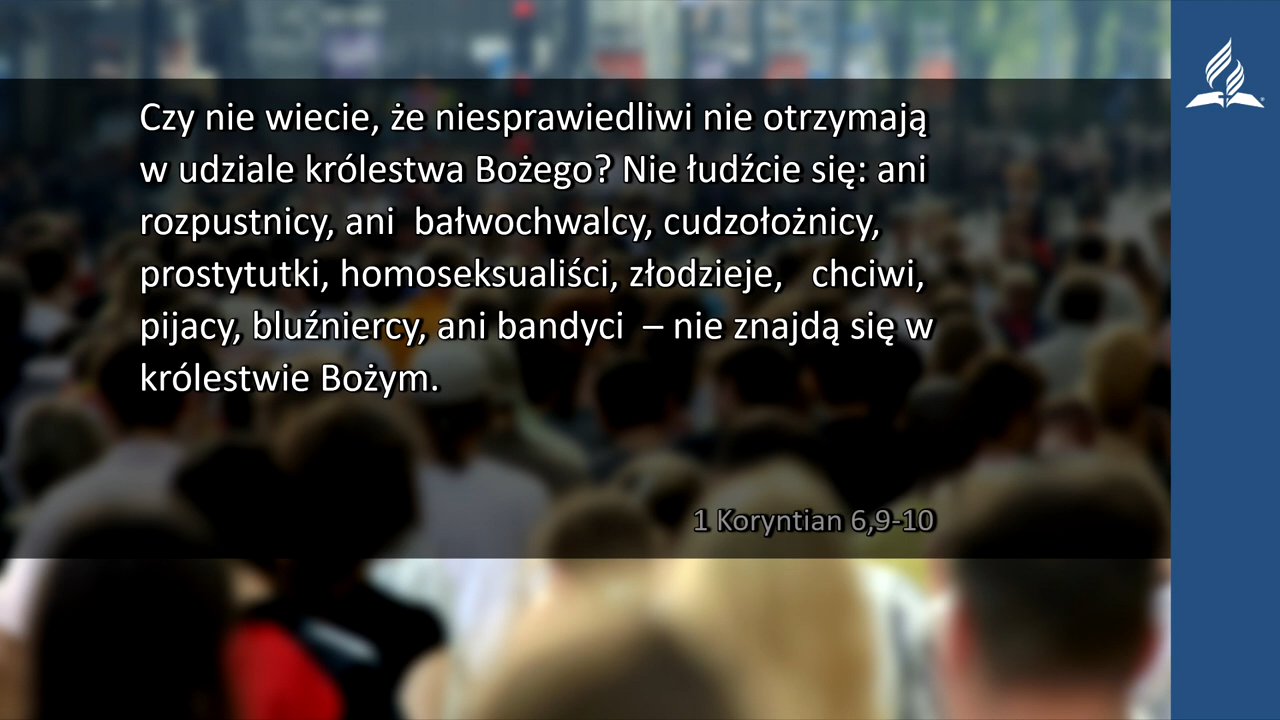 Czy nie wiecie, że niesprawiedliwi nie otrzymają
w udziale królestwa Bożego? Nie łudźcie się: ani
rozpustnicy, ani  bałwochwalcy, cudzołożnicy,
prostytutki, homoseksualiści, złodzieje,   chciwi,
pijacy, bluźniercy, ani bandyci  – nie znajdą się w
królestwie Bożym.
1 Koryntian 6,9-10